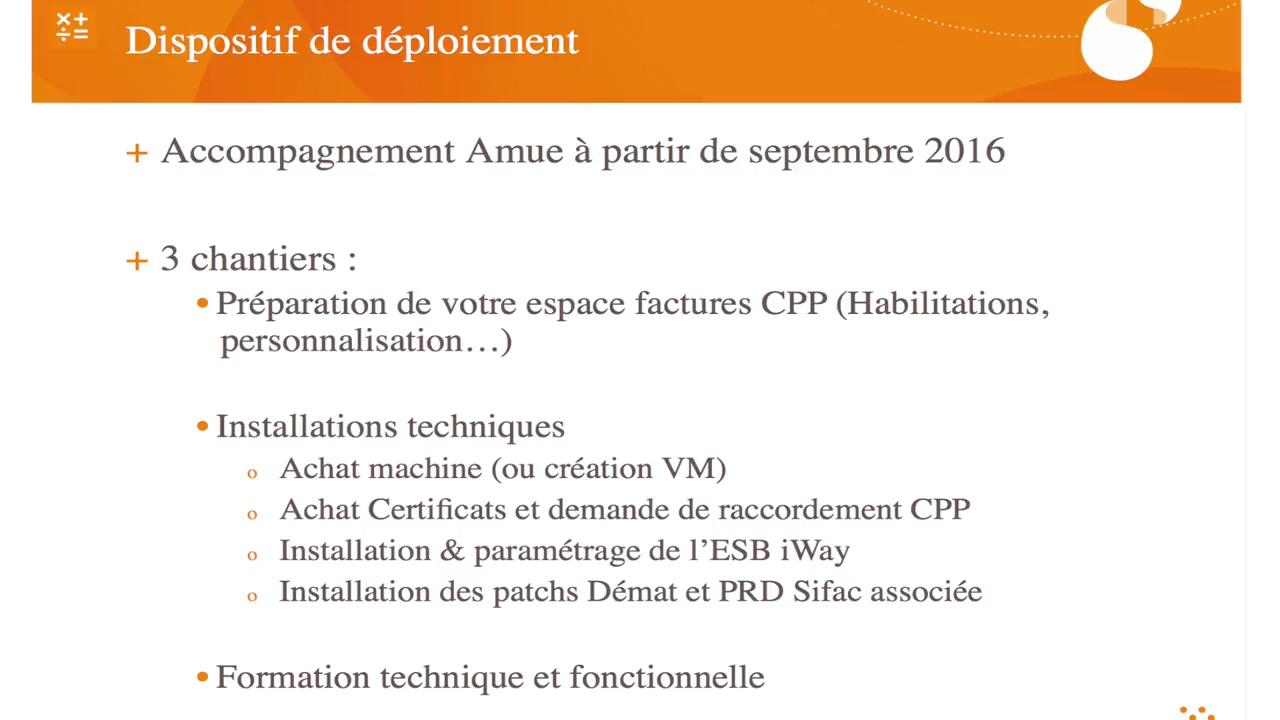 Dispositif de déploiement
+ Accompagnement Amue à partir de septembre 2016
+ 3 chantiers :
• Préparation de votre espace factures CPP (Habilitations,
personnalisation…)
• Installations techniques
o Achat machine (ou création VM)
o Achat Certificats et demande de raccordement CPP
o Installation & paramétrage de l’ESB iWay
o Installation des patchs Démat et PRD Sifac associée
• Formation technique et fonctionnelle